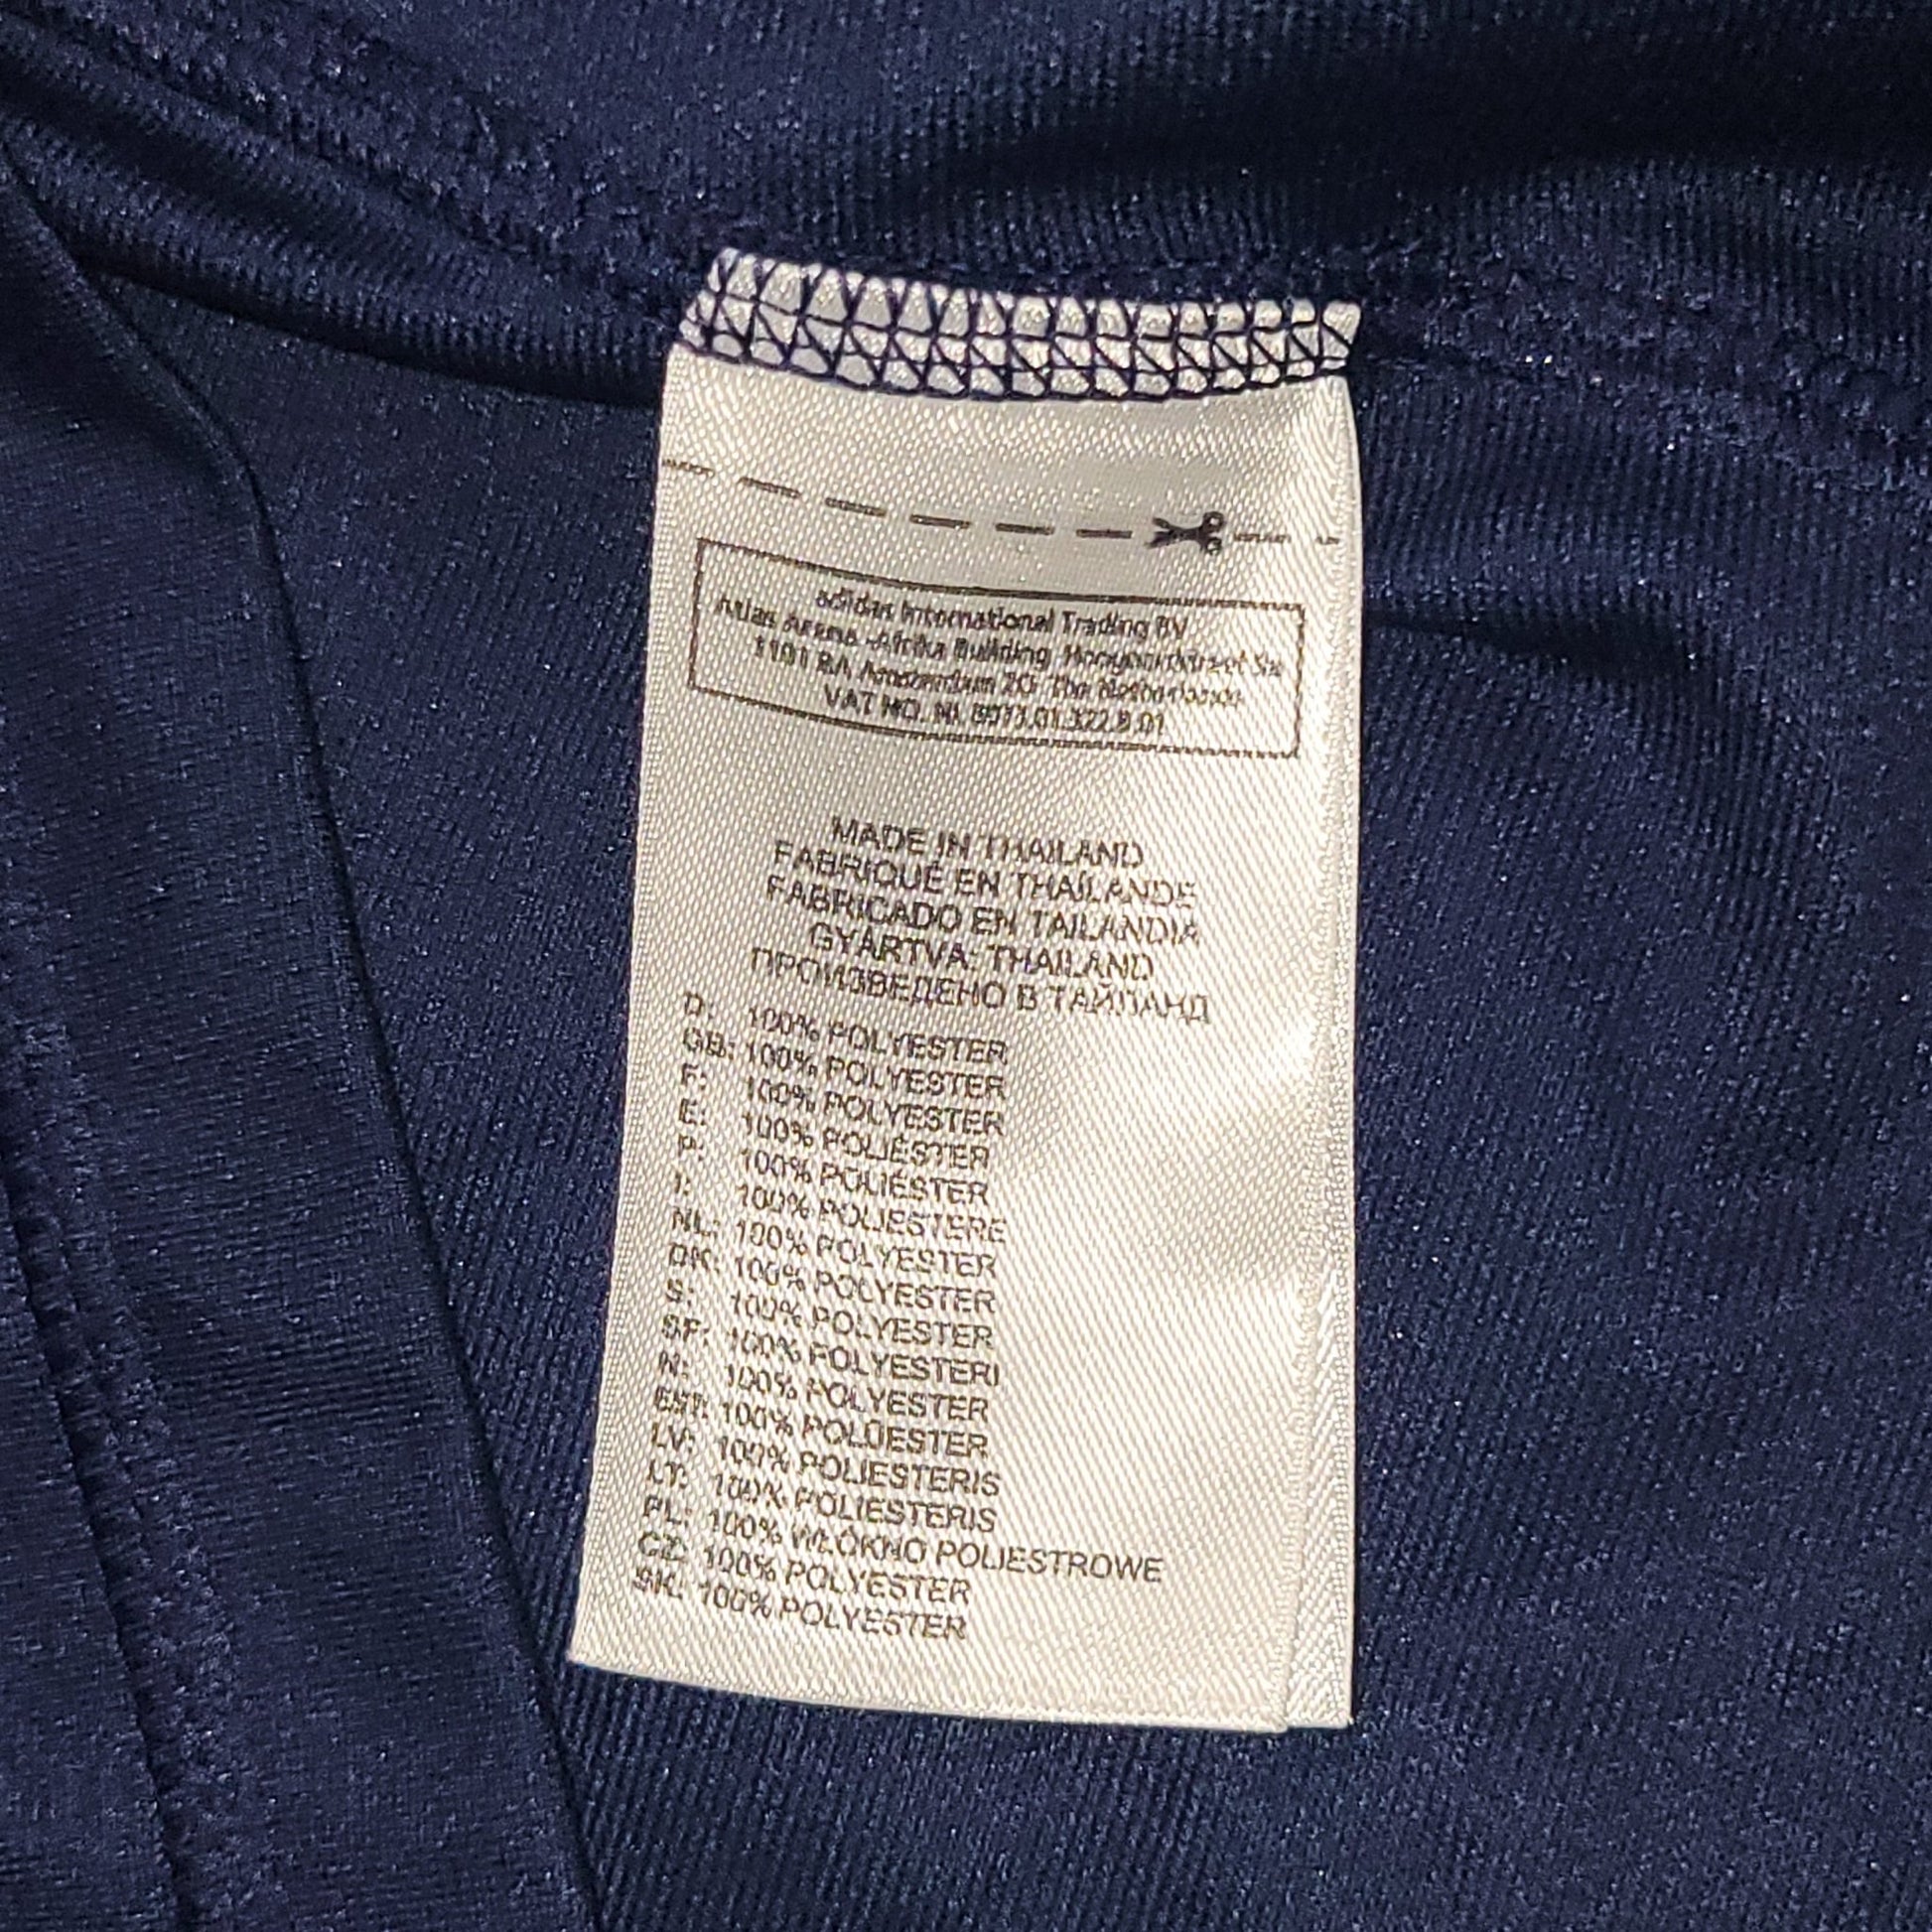 adidas International Trading BV
Atlas Arena -Afrika Building Hoogoorddreef 9a
1101 BA Amsterdam ZO The Netherlands
VAT NO. NL 8073.01.322.B.01
MADE IN THAILAND
FABRIQUÉ EN THAÏLANDE
FABRICADO EN TAILANDIA
GYÁRTVA: THAILAND
ПРОИЗВЕДЕНО В ТАЙЛАНД
D: 100% POLYESTER
GB: 100% POLYESTER
F: 100% POLYESTER
E: 100% POLIÉSTER
P: 100% POLIÉSTER
I: 100% POLIESTERE
NL: 100% POLYESTER
DK: 100% POLYESTER
S: 100% POLYESTER
SF: 100% POLYESTERI
N: 100% POLYESTER
EST: 100% POLÜESTER
LV: 100% POLIESTERIS
LT: 100% POLIESTERIS
PL: 100% WŁÓKNO POLIESTROWE
CZ: 100% POLYESTER
SK: 100% POLYESTER